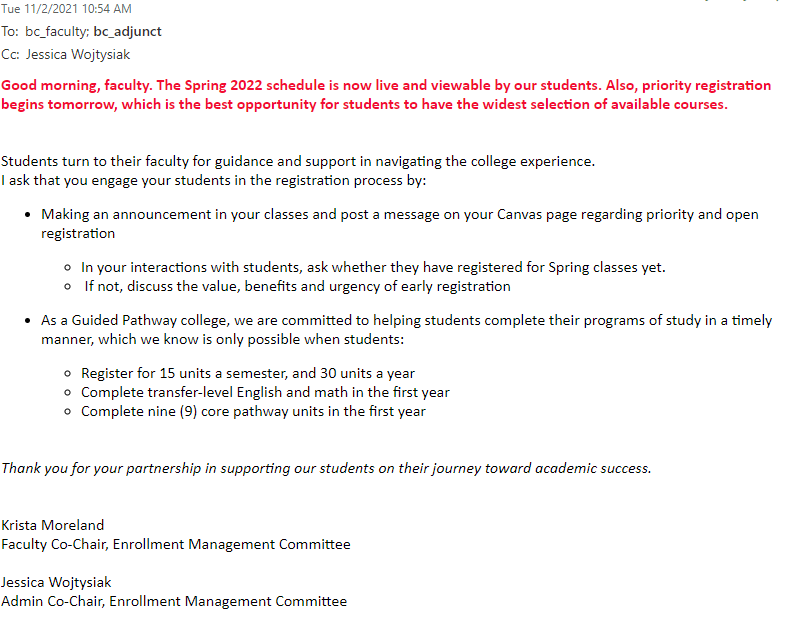 Tue 11/2/2021 10:54 AM
To: bc_faculty; bc_adjunct
Cc: Jessica Wojtysiak
Good morning, faculty. The Spring 2022 schedule is now live and viewable by our students. Also, priority registration
begins tomorrow, which is the best opportunity for students to have the widest selection of available courses.
Students turn to their faculty for guidance and support in navigating the college experience.
I ask that you engage your students in the registration process by:
• Making an announcement in your classes and post a message on your Canvas page regarding priority and open
registration
o In your interactions with students, ask whether they have registered for Spring classes yet.
o If not, discuss the value, benefits and urgency of early registration
• As a Guided Pathway college, we are committed to helping students complete their programs of study in a timely
manner, which we know is only possible when students:
o Register for 15 units a semester, and 30 units a year
o Complete transfer-level English and math in the first year
o Complete nine (9) core pathway units in the first year
Thank you for your partnership in supporting our students on their journey toward academic success.
Krista Moreland
Faculty Co-Chair, Enrollment Management Committee
Jessica Wojtysiak
Admin Co-Chair, Enrollment Management Committee